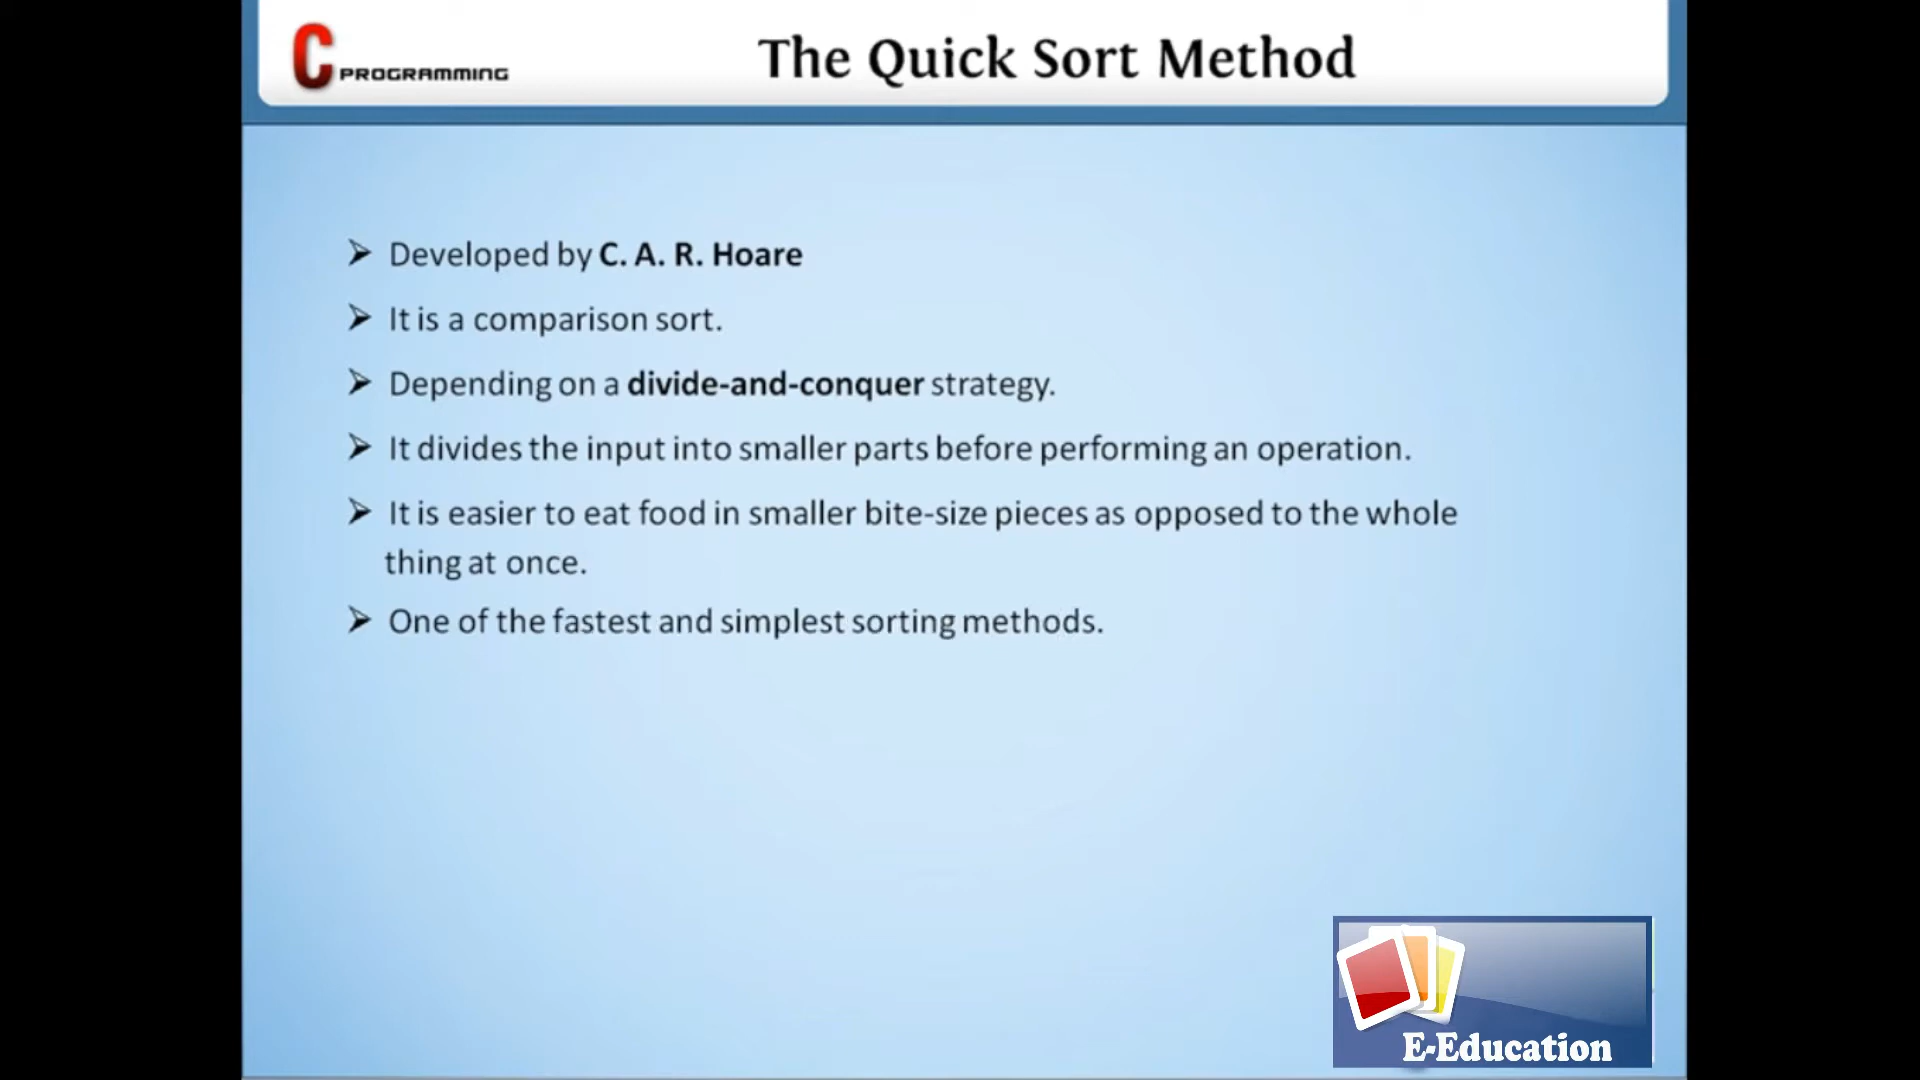 C PROGRAMMING
The Quick Sort Method
➢ Developed by C. A. R. Hoare
➢ It is a comparison sort.
➢ Depending on a divide-and-conquer strategy.
➢ It divides the input into smaller parts before performing an operation.
➢ It is easier to eat food in smaller bite-size pieces as opposed to the whole
thing at once.
➢ One of the fastest and simplest sorting methods.
E-Education